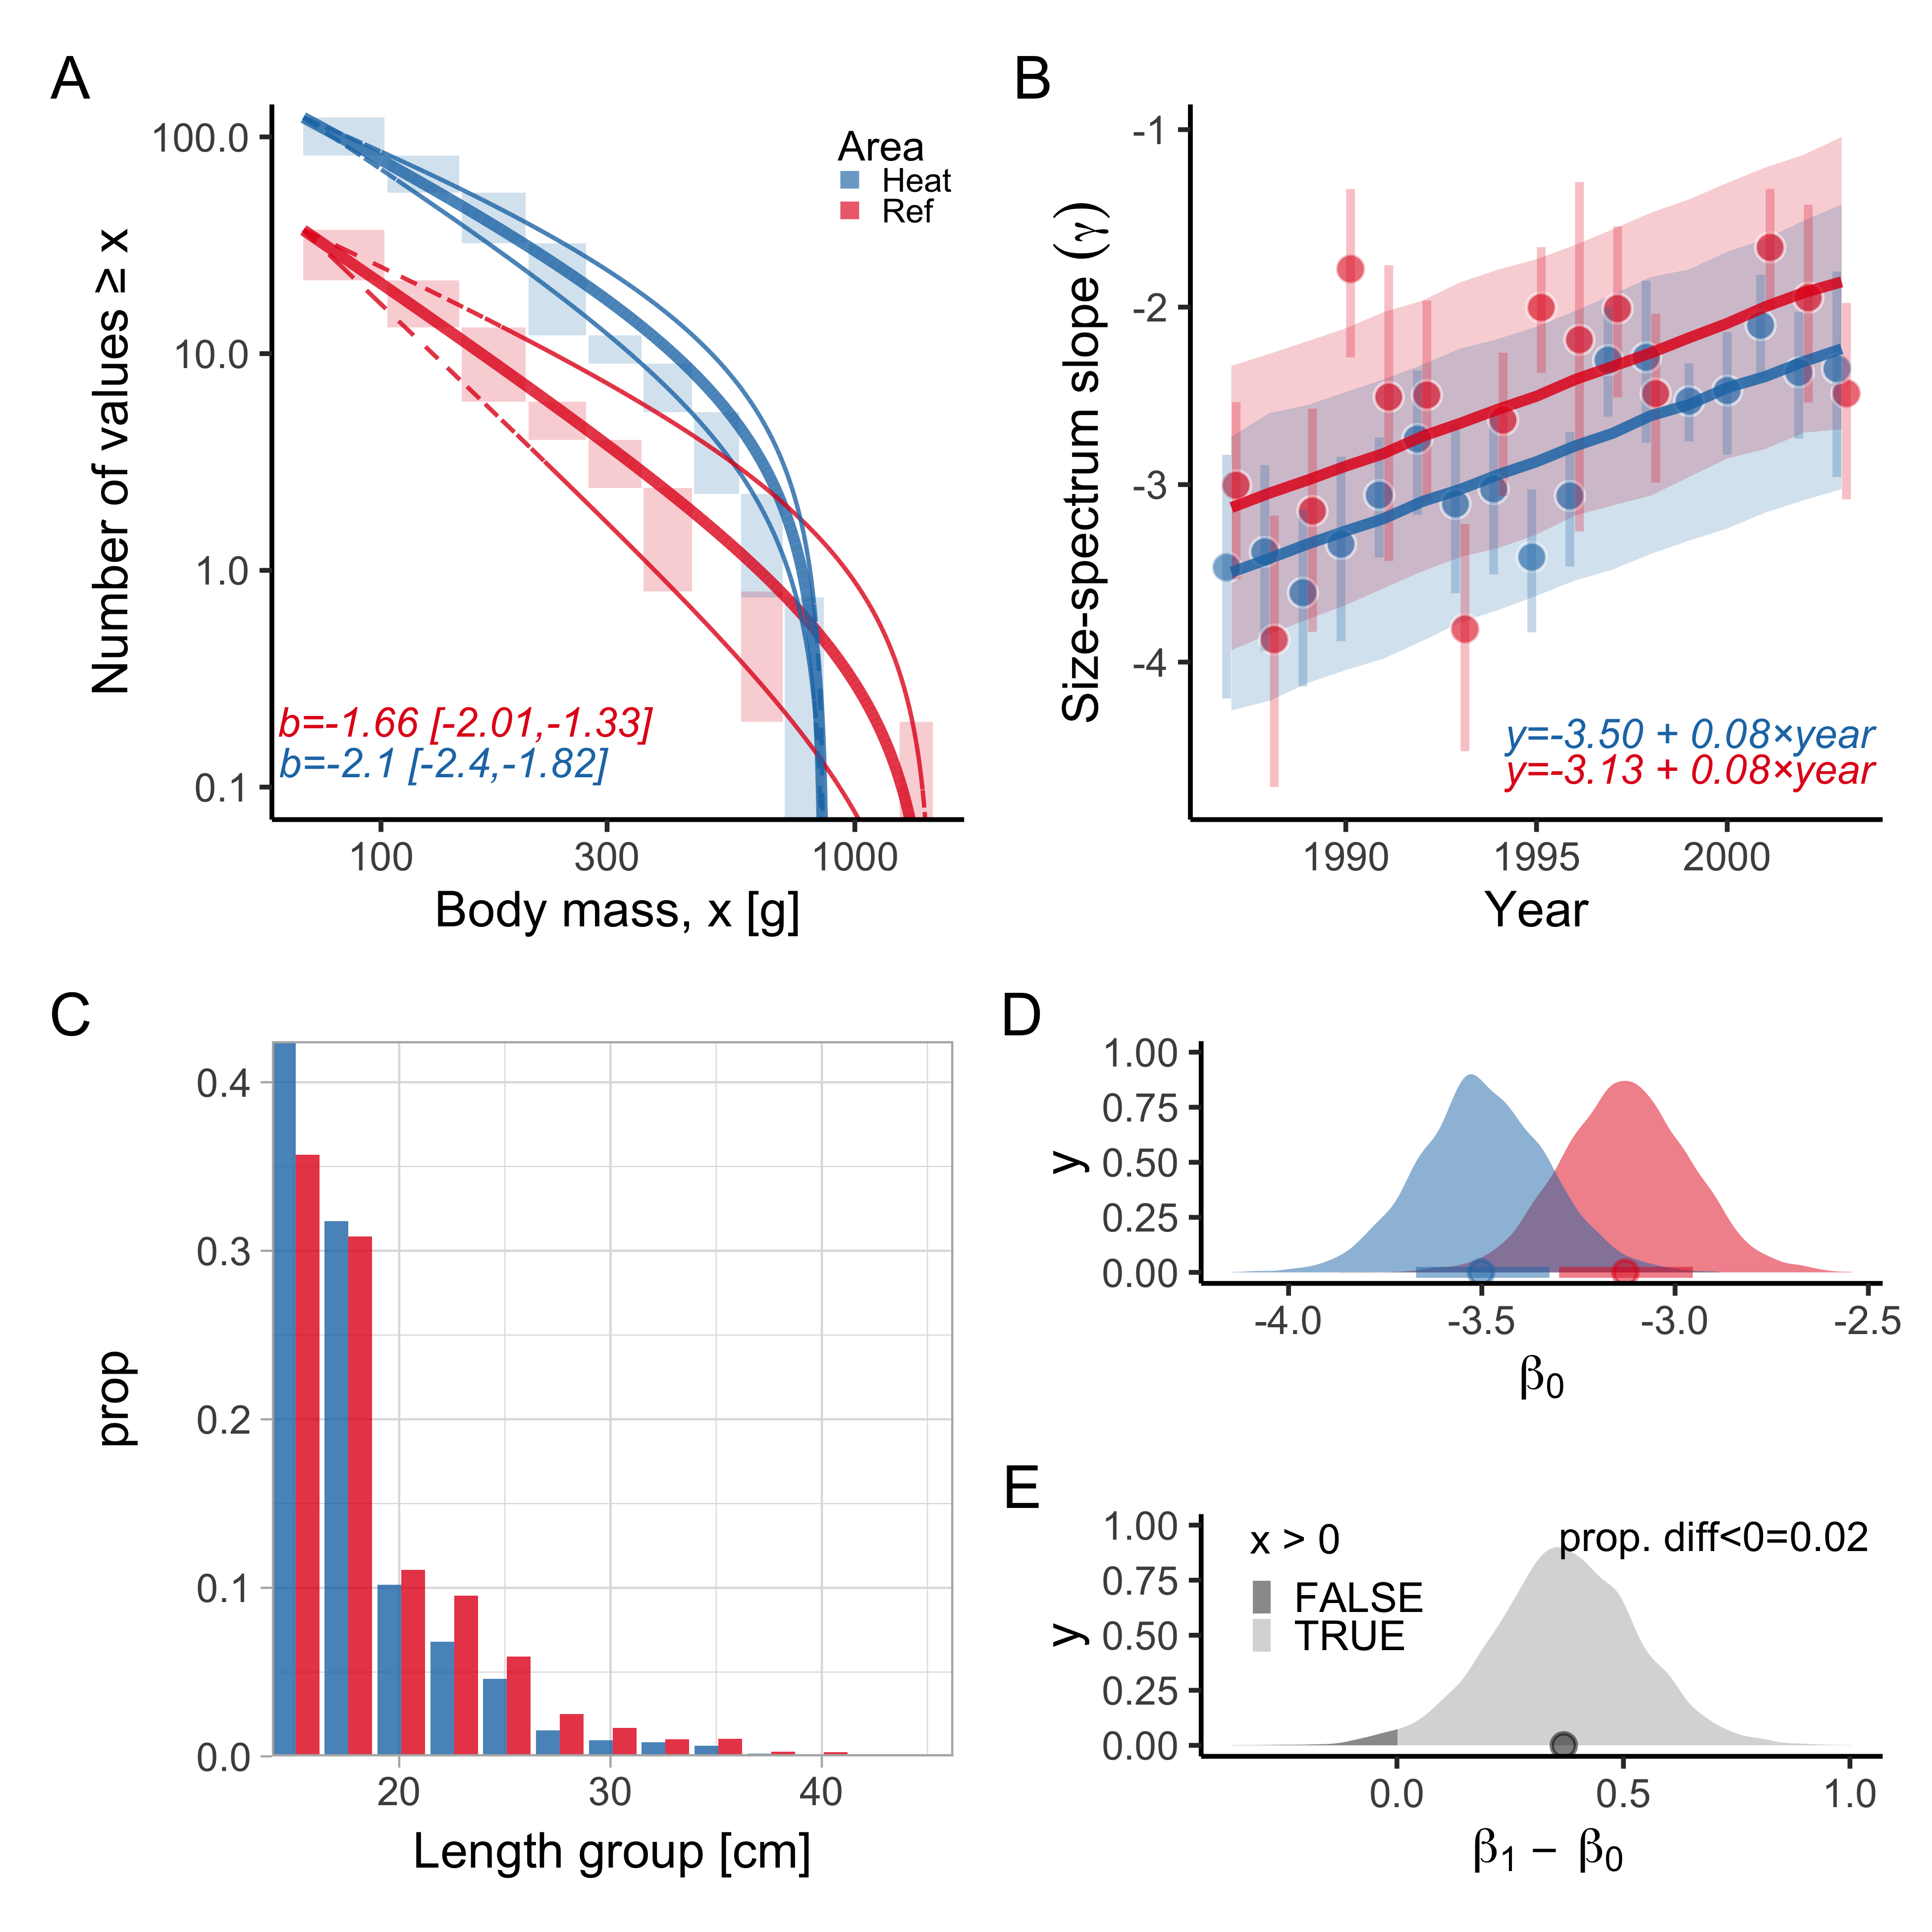 A
Number of values ≥ x
100.0
10.0
1.0
0.1
Area
Heat
Ref
b=-1.66 [-2.01,-1.33]
b=-2.1 [-2.4,-1.82]
100 300 1000
Body mass, x [g]
B
Size-spectrum slope (γ)
-1
-2
-3
-4
y=-3.50 + 0.08×year
y=-3.13 + 0.08×year
1990 1995 2000
Year
C
prop
0.4
0.3
0.2
0.1
0.0
20 30 40
Length group [cm]
D
y
1.00
0.75
0.50
0.25
0.00
-4.0 -3.5 -3.0 -2.5
β₀
E
y
1.00
0.75
0.50
0.25
0.00
x > 0
FALSE
TRUE
prop. diff<0=0.02
0.0 0.5 1.0
β₁ − β₀